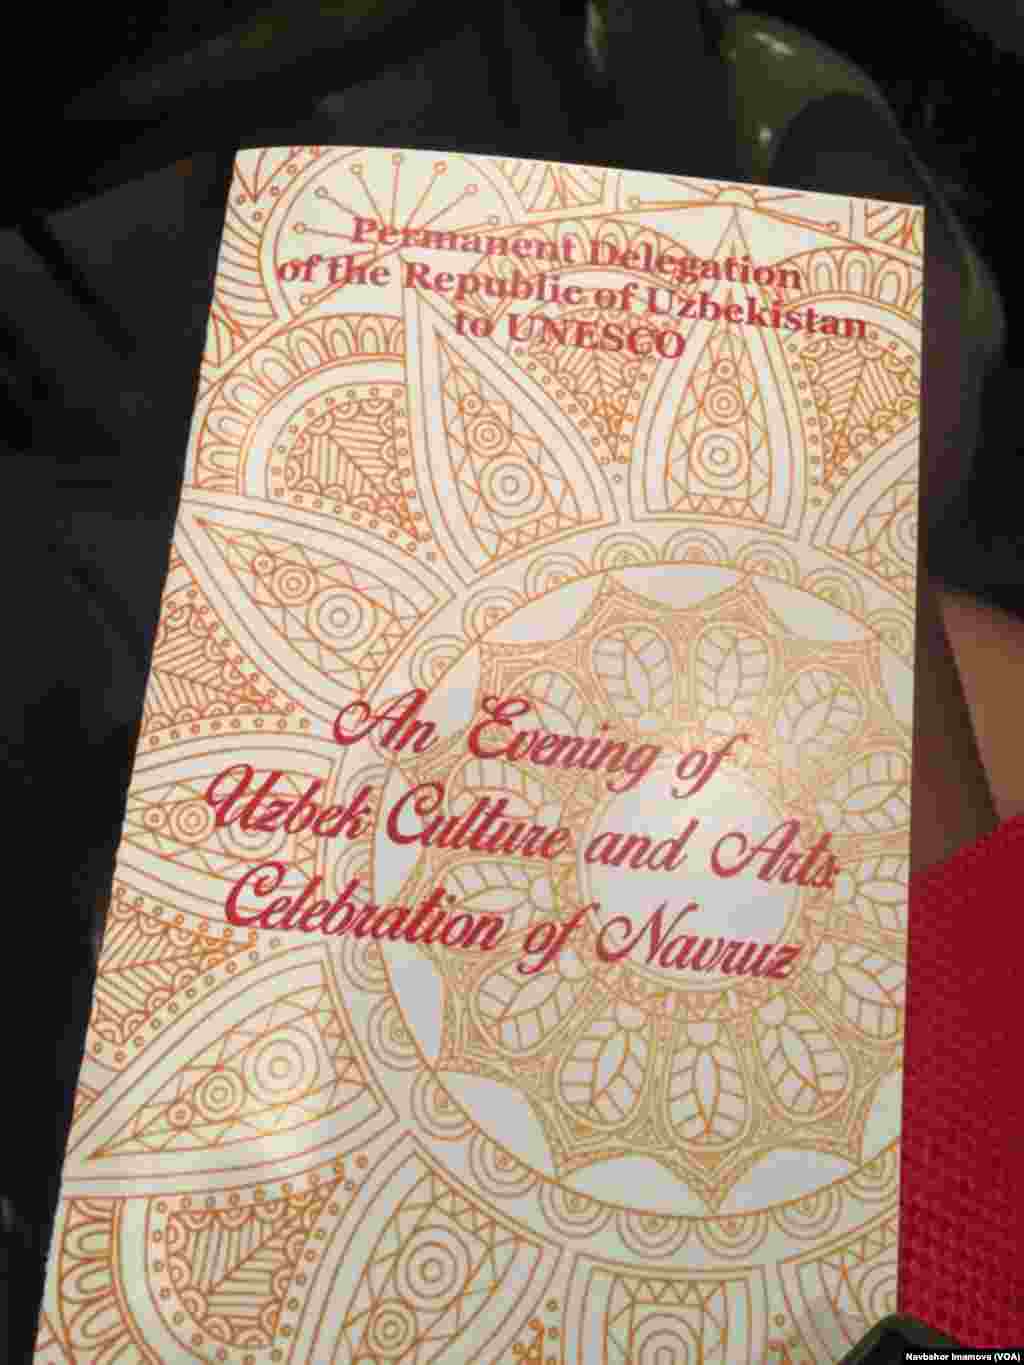 Permanent Delegation
of the Republic of Uzbekistan
to UNESCO
An Evening of
Uzbek Culture and Arts:
Celebration of Navruz
Navbahor Imamova (VOA)